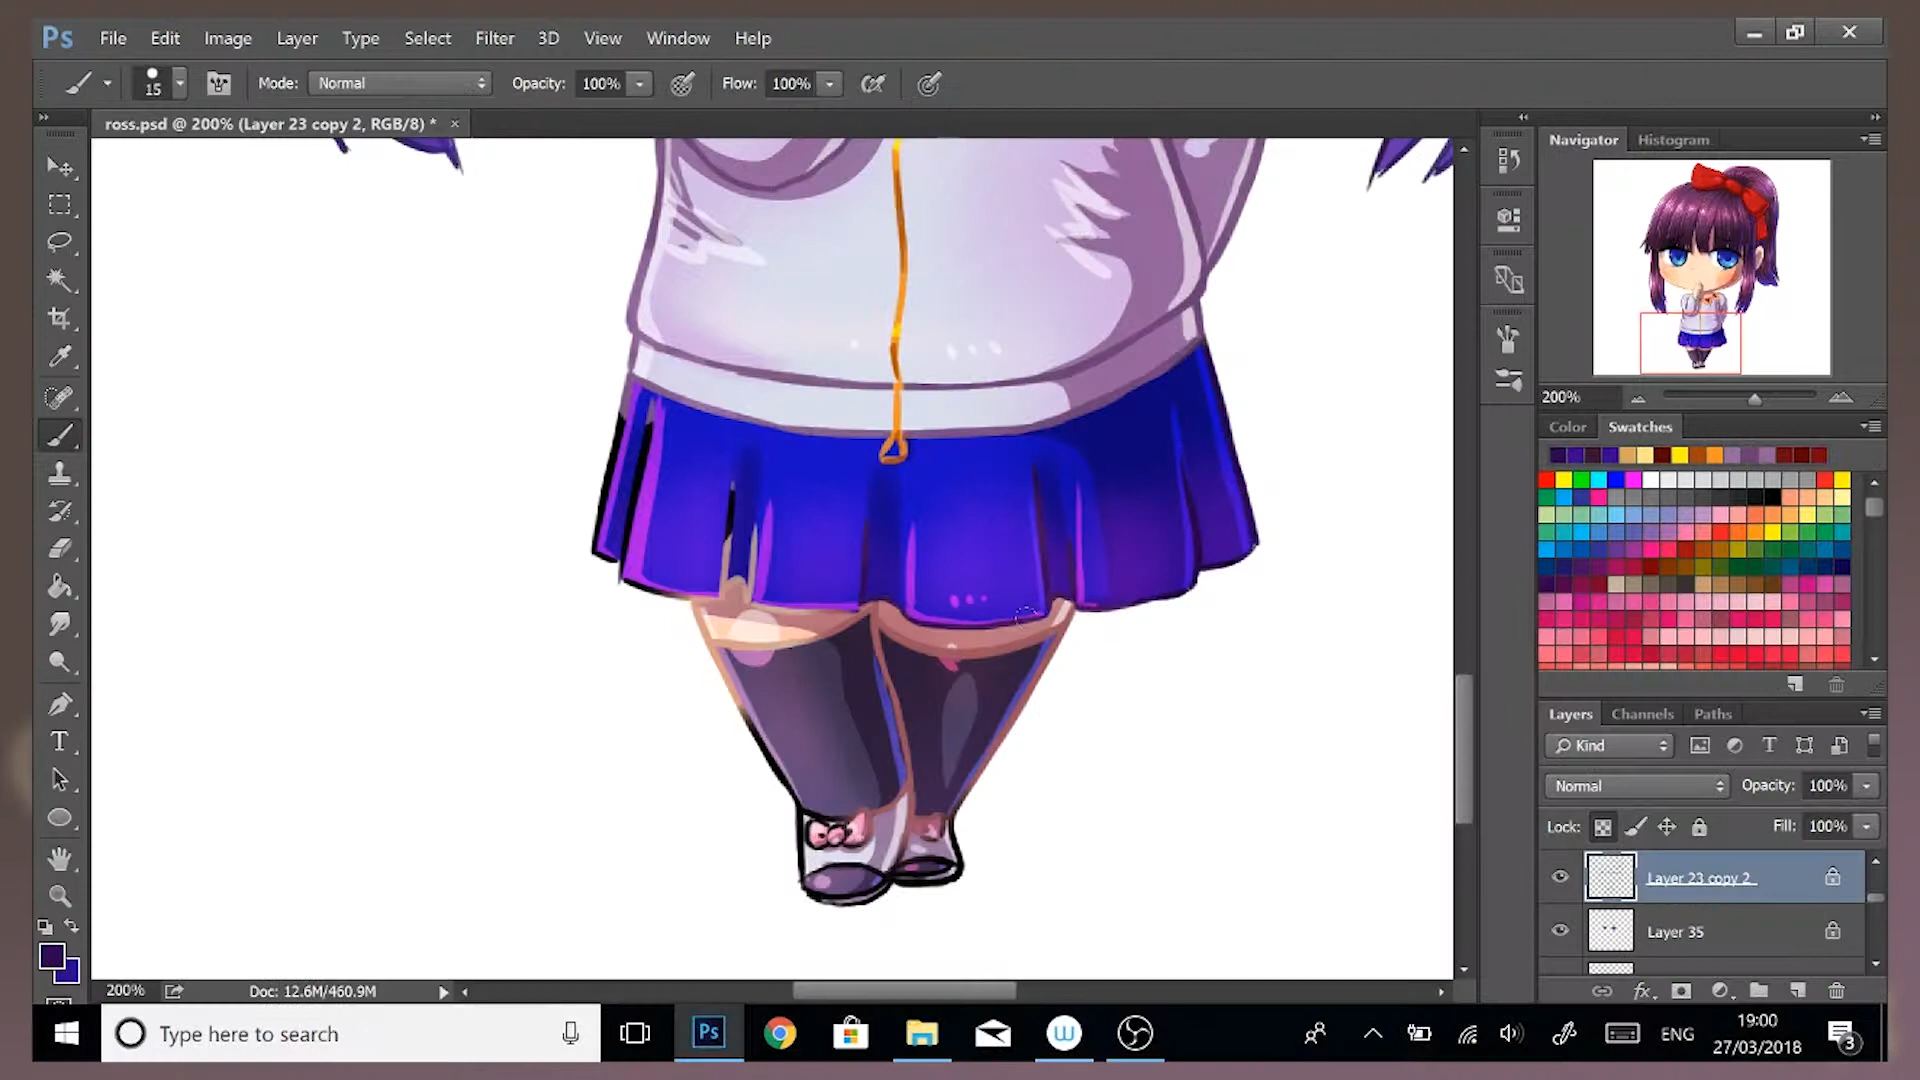 Ps File Edit Image Layer Type Select Filter 3D View Window Help
15 Mode: Normal Opacity: 100% Flow: 100%
ross.psd @ 200% (Layer 23 copy 2, RGB/8) * ×
Navigator Histogram
200%
Color Swatches
Layers Channels Paths
Kind
Normal Opacity: 100%
Lock: Fill: 100%
Layer 23 copy 2
Layer 35
fx
200% Doc: 12.6M/460.9M
Type here to search
Ps
ENG
19:00
27/03/2018
3